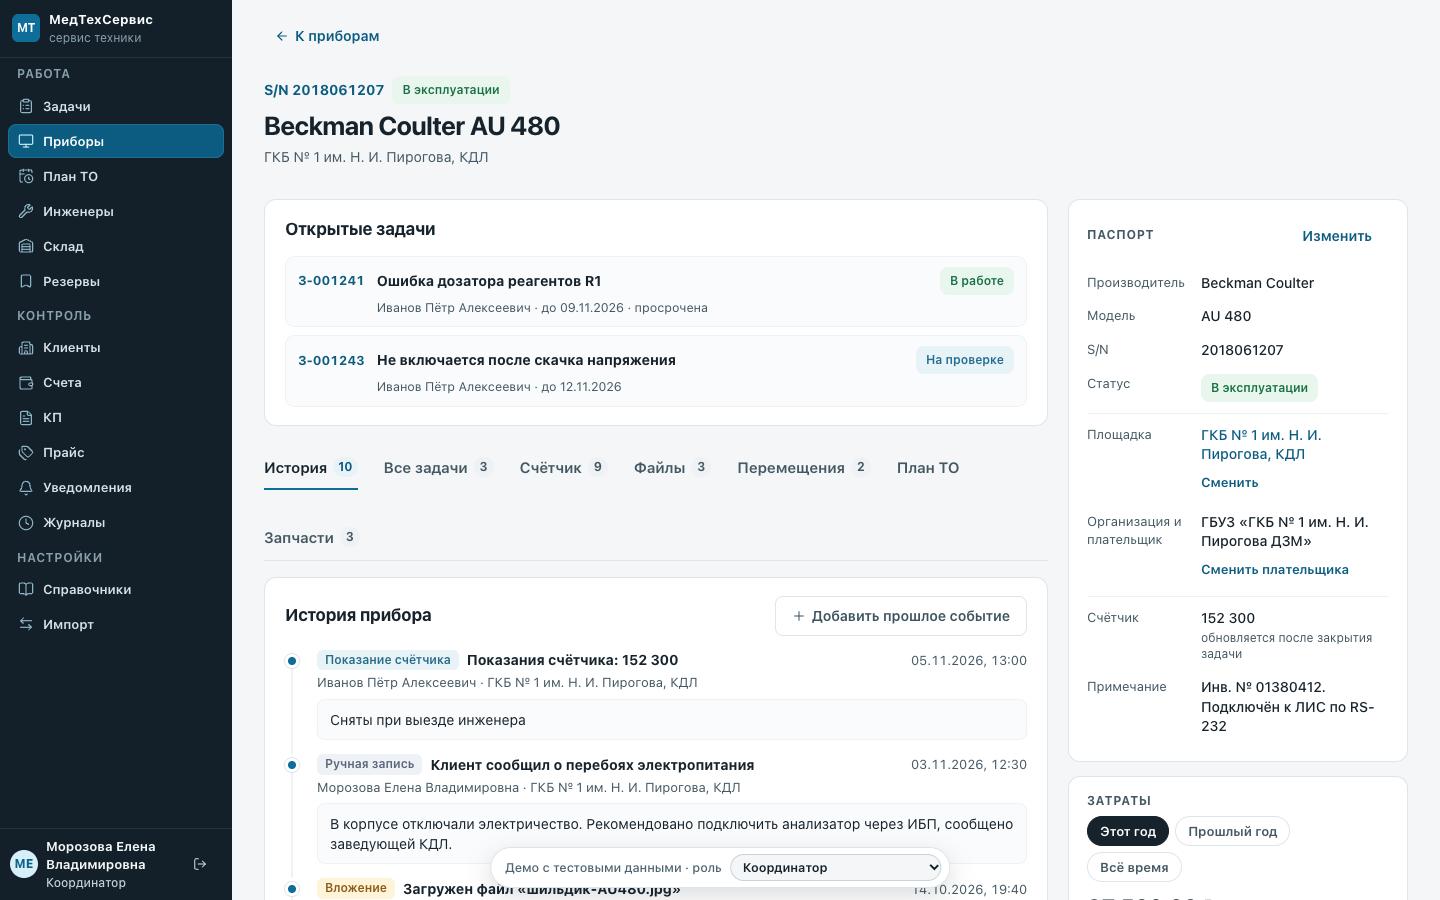 МТ
МедТехСервис
сервис техники
РАБОТА
Задачи
Приборы
План ТО
Инженеры
Склад
Резервы
КОНТРОЛЬ
Клиенты
Счета
КП
Прайс
Уведомления
Журналы
НАСТРОЙКИ
Справочники
Импорт
МЕ
Морозова Елена
Владимировна
Координатор
← К приборам
S/N 2018061207 В эксплуатации
Beckman Coulter AU 480
ГКБ № 1 им. Н. И. Пирогова, КДЛ
Открытые задачи
З-001241 Ошибка дозатора реагентов R1 В работе
Иванов Пётр Алексеевич · до 09.11.2026 · просрочена
З-001243 Не включается после скачка напряжения На проверке
Иванов Пётр Алексеевич · до 12.11.2026
История 10 Все задачи 3 Счётчик 9 Файлы 3 Перемещения 2 План ТО
Запчасти 3
История прибора
+ Добавить прошлое событие
Показание счётчика Показания счётчика: 152 300 05.11.2026, 13:00
Иванов Пётр Алексеевич · ГКБ № 1 им. Н. И. Пирогова, КДЛ
Сняты при выезде инженера
Ручная запись Клиент сообщил о перебоях электропитания 03.11.2026, 12:30
Морозова Елена Владимировна · ГКБ № 1 им. Н. И. Пирогова, КДЛ
В корпусе отключали электричество. Рекомендовано подключить анализатор через ИБП, сообщено
заведующей КДЛ.
Вложение Загружен файл «шильдик-AU480.jpg» 14.10.2026, 19:40
Демо с тестовыми данными · роль Координатор
ПАСПОРТ
Изменить
Производитель Beckman Coulter
Модель AU 480
S/N 2018061207
Статус В эксплуатации
Площадка ГКБ № 1 им. Н. И.
Пирогова, КДЛ
Сменить
Организация и ГБУЗ «ГКБ № 1 им. Н. И.
плательщик Пирогова ДЗМ»
Сменить плательщика
Счётчик 152 300
обновляется после закрытия
задачи
Примечание Инв. № 01380412.
Подключён к ЛИС по RS-
232
ЗАТРАТЫ
Этот год Прошлый год
Всё время